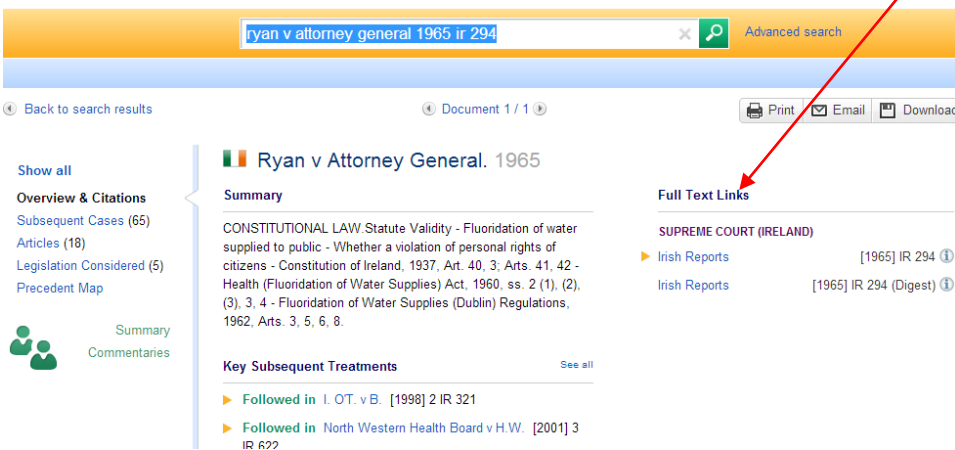 ryan v attorney general 1965 ir 294
Advanced search
Back to search results
Document 1 / 1
Print
Email
Download
Show all
Overview & Citations
Subsequent Cases (65)
Articles (18)
Legislation Considered (5)
Precedent Map
Summary
Commentaries
Ryan v Attorney General. 1965
Summary
CONSTITUTIONAL LAW.Statute Validity - Fluoridation of water
supplied to public - Whether a violation of personal rights of
citizens - Constitution of Ireland, 1937, Art. 40, 3; Arts. 41, 42 -
Health (Fluoridation of Water Supplies) Act, 1960, ss. 2 (1), (2),
(3), 3, 4 - Fluoridation of Water Supplies (Dublin) Regulations,
1962, Arts. 3, 5, 6, 8.
Key Subsequent Treatments See all
Followed in I. O'T. v B. [1998] 2 IR 321
Followed in North Western Health Board v H.W. [2001] 3
IR 622
Full Text Links
SUPREME COURT (IRELAND)
Irish Reports [1965] IR 294
Irish Reports [1965] IR 294 (Digest)